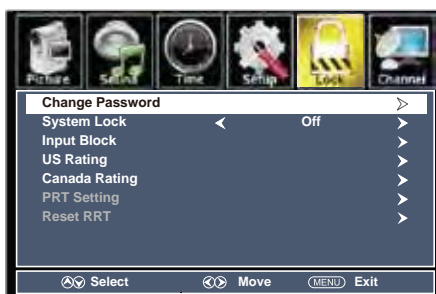 Picture Sound Time Setup Lock Channel
Change Password
System Lock Off
Input Block
US Rating
Canada Rating
PRT Setting
Reset RRT
Select Move MENU Exit